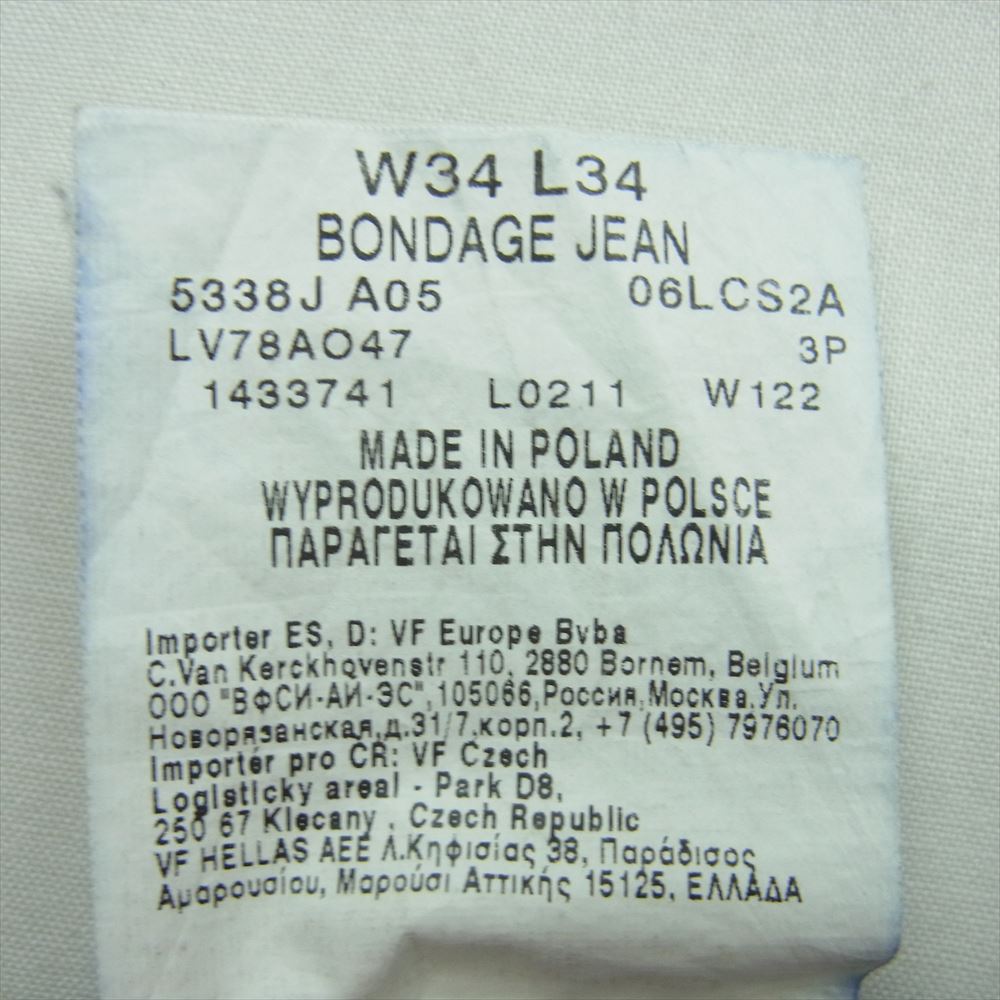 W34 L34
BONDAGE JEAN
5338J A05 06LCS2A
LV78AO47 3P
1433741 L0211 W122
MADE IN POLAND
WYPRODUKOWANO W POLSCE
ΠΑΡΑΓΕΤΑΙ ΣΤΗΝ ΠΟΛΩΝΙΑ
Importer ES, D: VF Europe Bvba
C.Van Kerckhovenstr 110, 2880 Bornem, Belgium
ООО "ВФСИ-АИ-ЭС", 105066,Россия,Москва.Ул.
Новорязанская,д.31/7,корп.2, +7 (495) 7976070
Importér pro ČR: VF Czech
Logisticky areal - Park D8,
250 67 Klecany , Czech Republic
VF HELLAS AEE Λ.Κηφισίας 38, Παράδισος
Αμαρουσίου, Μαρούσι Αττικής 15125, ΕΛΛΑΔΑ